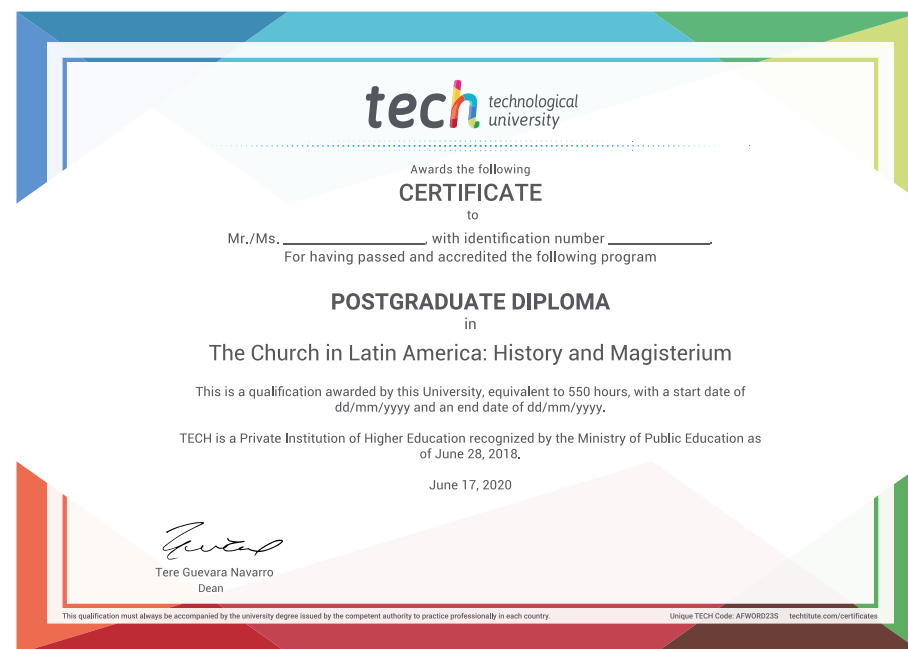 tech technological
university
Awards the following
CERTIFICATE
to
Mr./Ms. ____________________, with identification number ______________.
For having passed and accredited the following program
POSTGRADUATE DIPLOMA
in
The Church in Latin America: History and Magisterium
This is a qualification awarded by this University, equivalent to 550 hours, with a start date of
dd/mm/yyyy and an end date of dd/mm/yyyy.
TECH is a Private Institution of Higher Education recognized by the Ministry of Public Education as
of June 28, 2018.
June 17, 2020
Tere Guevara Navarro
Dean
This qualification must always be accompanied by the university degree issued by the competent authority to practice professionally in each country. Unique TECH Code: AFWORD23S techtitute.com/certificates